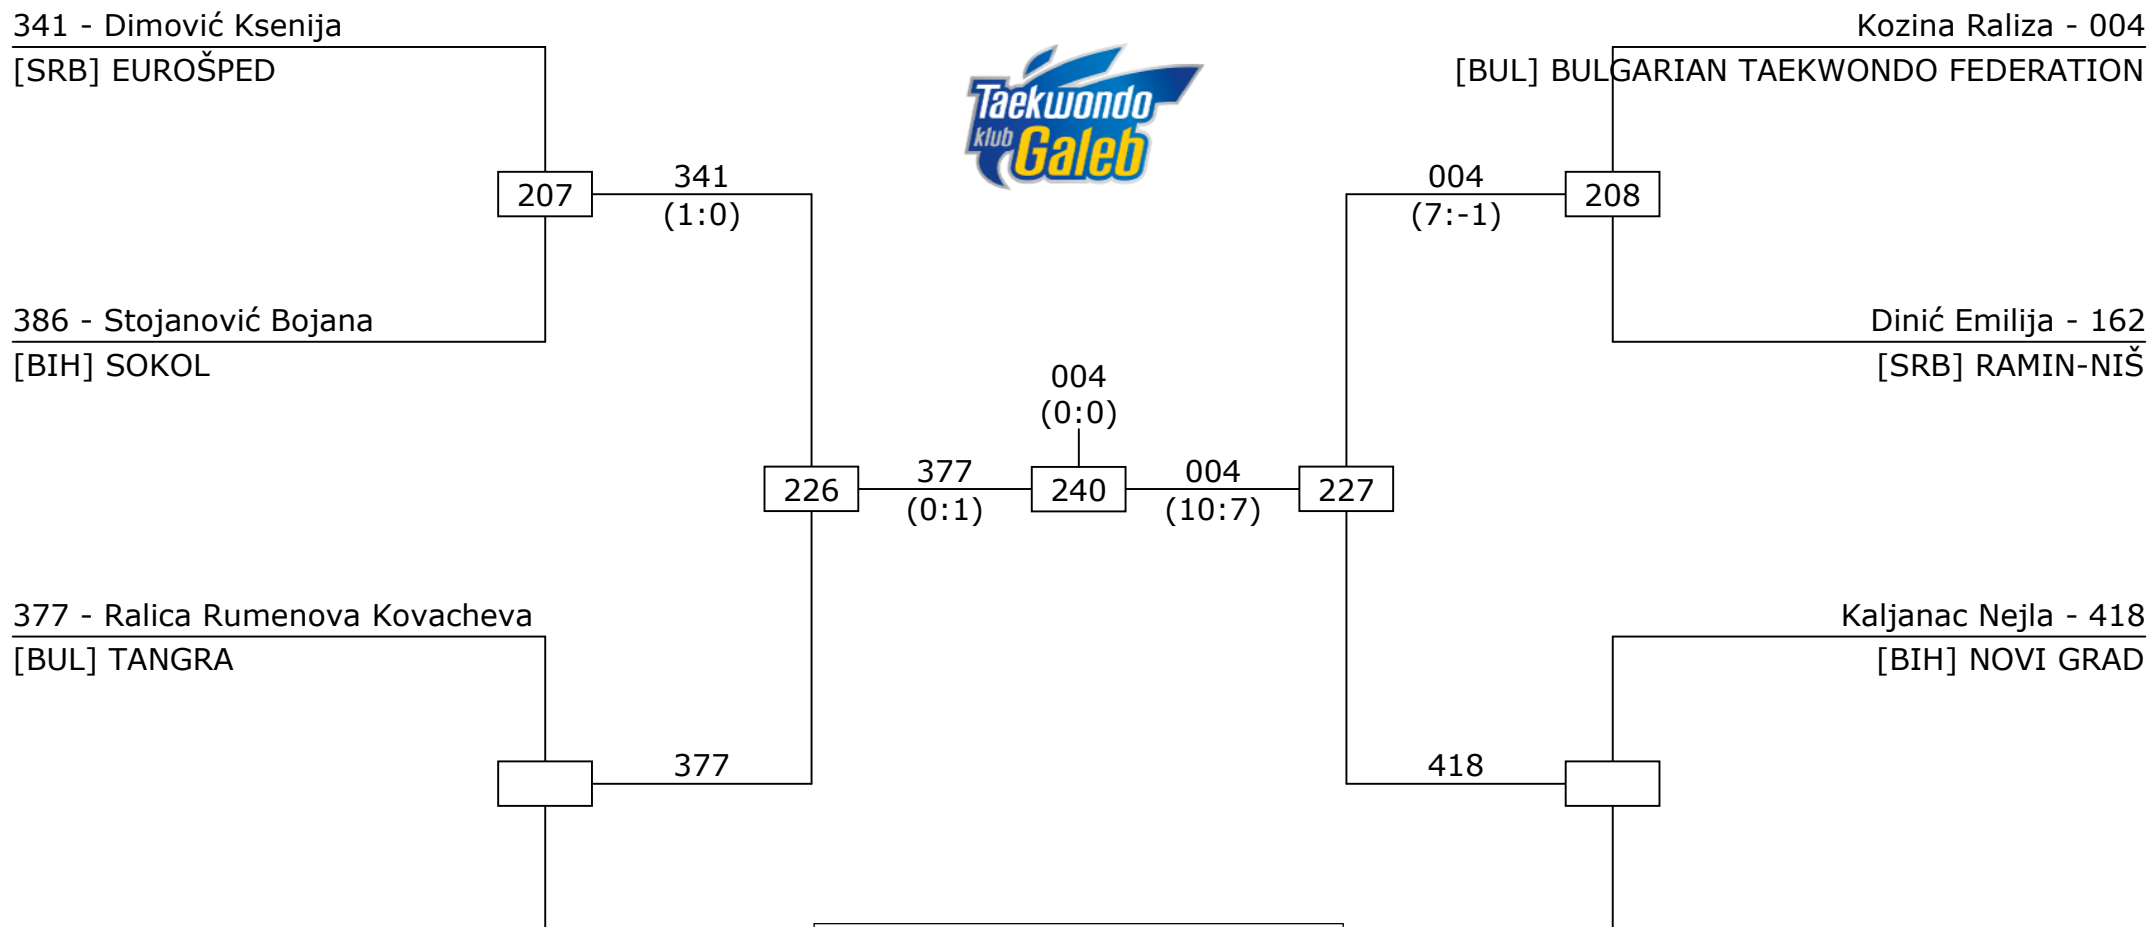 341 - Dimović Ksenija
[SRB] EUROŠPED
Kozina Raliza - 004
[BUL] BULGARIAN TAEKWONDO FEDERATION
Taekwondo
klub Galeb
207
341
(1:0)
004
(7:-1)
208
386 - Stojanović Bojana
[BIH] SOKOL
Dinić Emilija - 162
[SRB] RAMIN-NIŠ
004
(0:0)
226
377
(0:1)
240
004
(10:7)
227
377 - Ralica Rumenova Kovacheva
[BUL] TANGRA
Kaljanac Nejla - 418
[BIH] NOVI GRAD
377
418